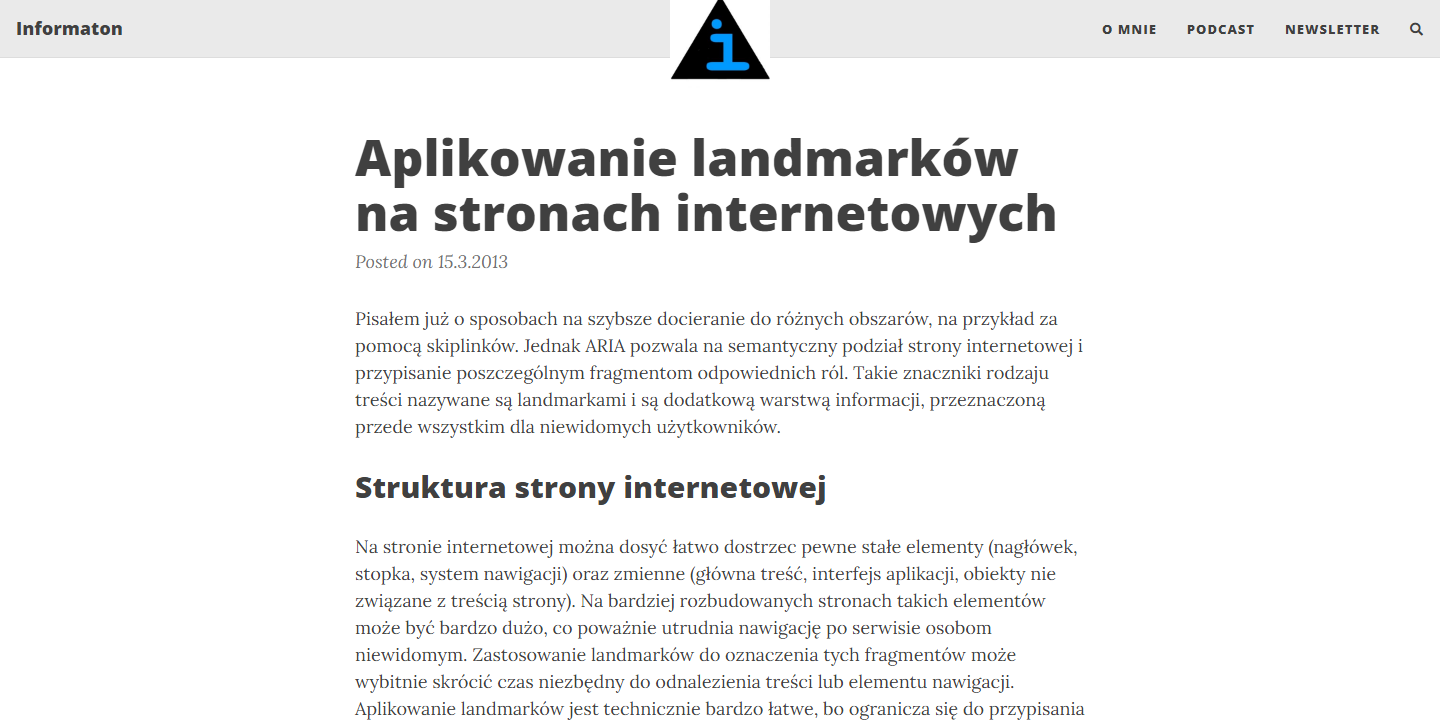 Informaton
i
O MNIE
PODCAST
NEWSLETTER
Aplikowanie landmarków
na stronach internetowych
Posted on 15.3.2013
Pisałem już o sposobach na szybsze docieranie do różnych obszarów, na przykład za
pomocą skiplinków. Jednak ARIA pozwala na semantyczny podział strony internetowej i
przypisanie poszczególnym fragmentom odpowiednich ról. Takie znaczniki rodzaju
treści nazywane są landmarkami i są dodatkową warstwą informacji, przeznaczoną
przede wszystkim dla niewidomych użytkowników.
Struktura strony internetowej
Na stronie internetowej można dosyć łatwo dostrzec pewne stałe elementy (nagłówek,
stopka, system nawigacji) oraz zmienne (główna treść, interfejs aplikacji, obiekty nie
związane z treścią strony). Na bardziej rozbudowanych stronach takich elementów
może być bardzo dużo, co poważnie utrudnia nawigację po serwisie osobom
niewidomym. Zastosowanie landmarków do oznaczenia tych fragmentów może
wybitnie skrócić czas niezbędny do odnalezienia treści lub elementu nawigacji.
Aplikowanie landmarków jest technicznie bardzo łatwe, bo ogranicza się do przypisania